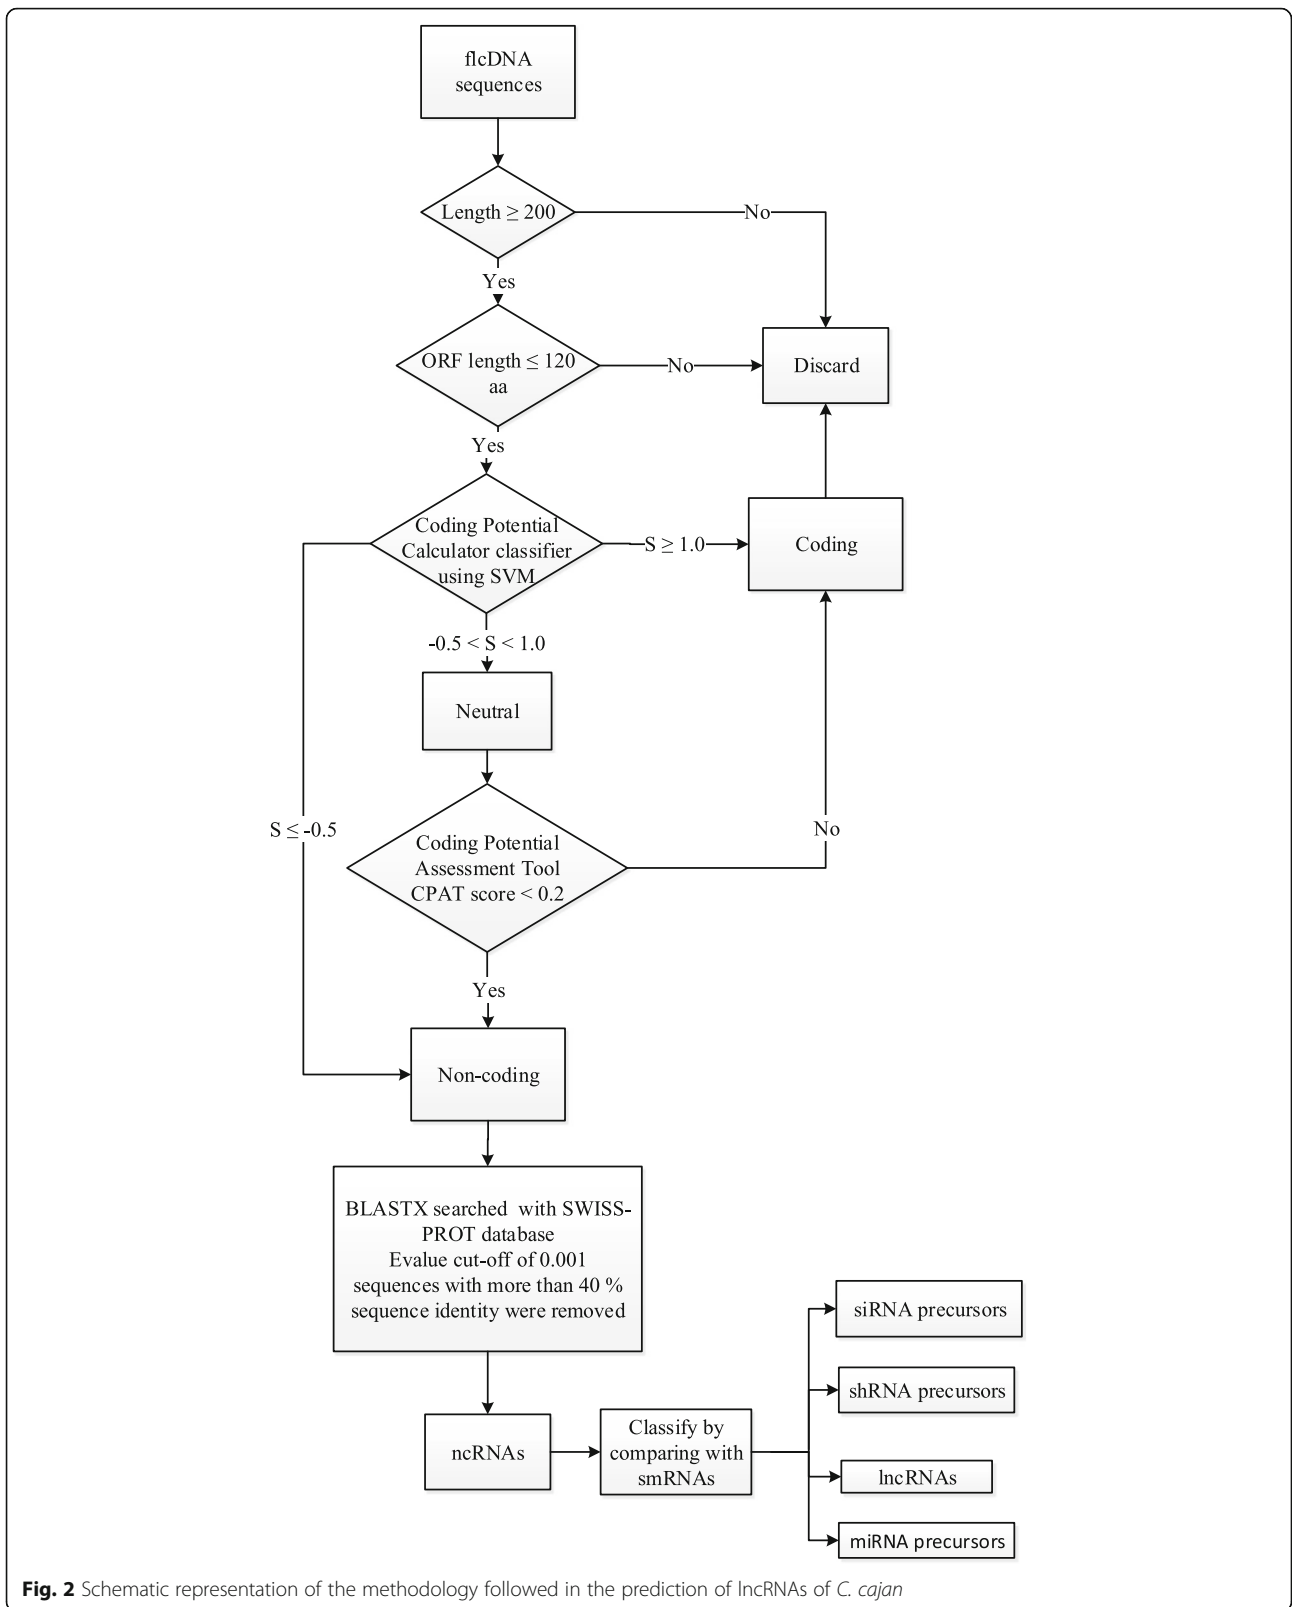 flcDNA
sequences
Length ≥ 200
No
Yes
ORF length ≤ 120
aa
No
Discard
Yes
Coding Potential
Calculator classifier
using SVM
S ≥ 1.0
Coding
-0.5 < S < 1.0
Neutral
S ≤ -0.5
Coding Potential
Assessment Tool
CPAT score < 0.2
No
Yes
Non-coding
BLASTX searched with SWISS-
PROT database
Evalue cut-off of 0.001
sequences with more than 40 %
sequence identity were removed
ncRNAs
Classify by
comparing with
smRNAs
siRNA precursors
shRNA precursors
lncRNAs
miRNA precursors
Fig. 2 Schematic representation of the methodology followed in the prediction of lncRNAs of C. cajan